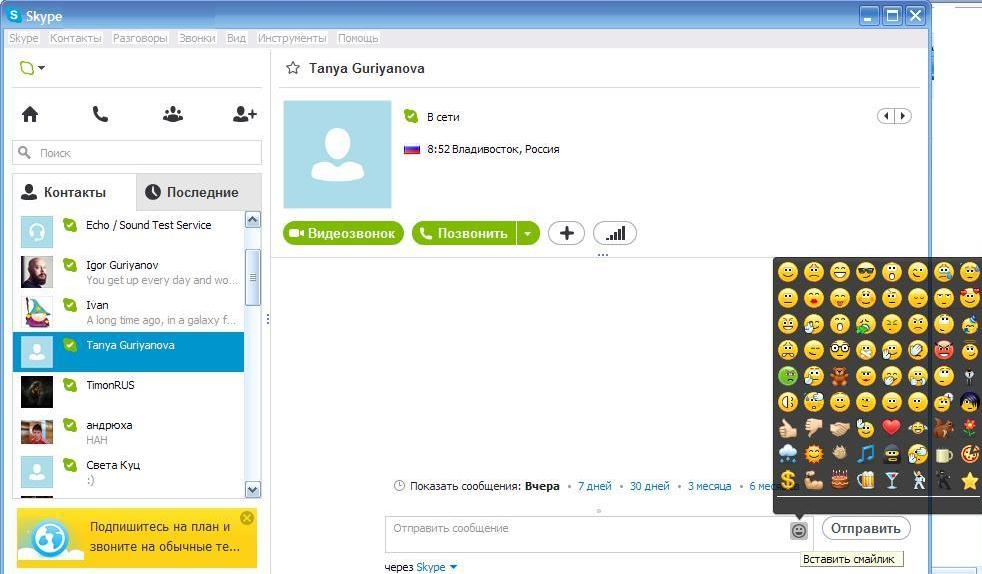 Skype
Skype Контакты Разговоры Звонки Вид Инструменты Помощь
Tanya Guriyanova
В сети
8:52 Владивосток, Россия
Поиск
Контакты
Последние
Echo / Sound Test Service
Igor Guriyanov
You get up every day and wo...
Ivan
A long time ago, in a galaxy f...
Tanya Guriyanova
TimonRUS
андрюха
НАН
Света Куц
:)
Видеозвонок
Позвонить
Показать сообщения: Вчера • 7 дней • 30 дней • 3 месяца • 6 меся
Отправить сообщение
Отправить
Вставить смайлик
через Skype
Подпишитесь на план и
звоните на обычные те...